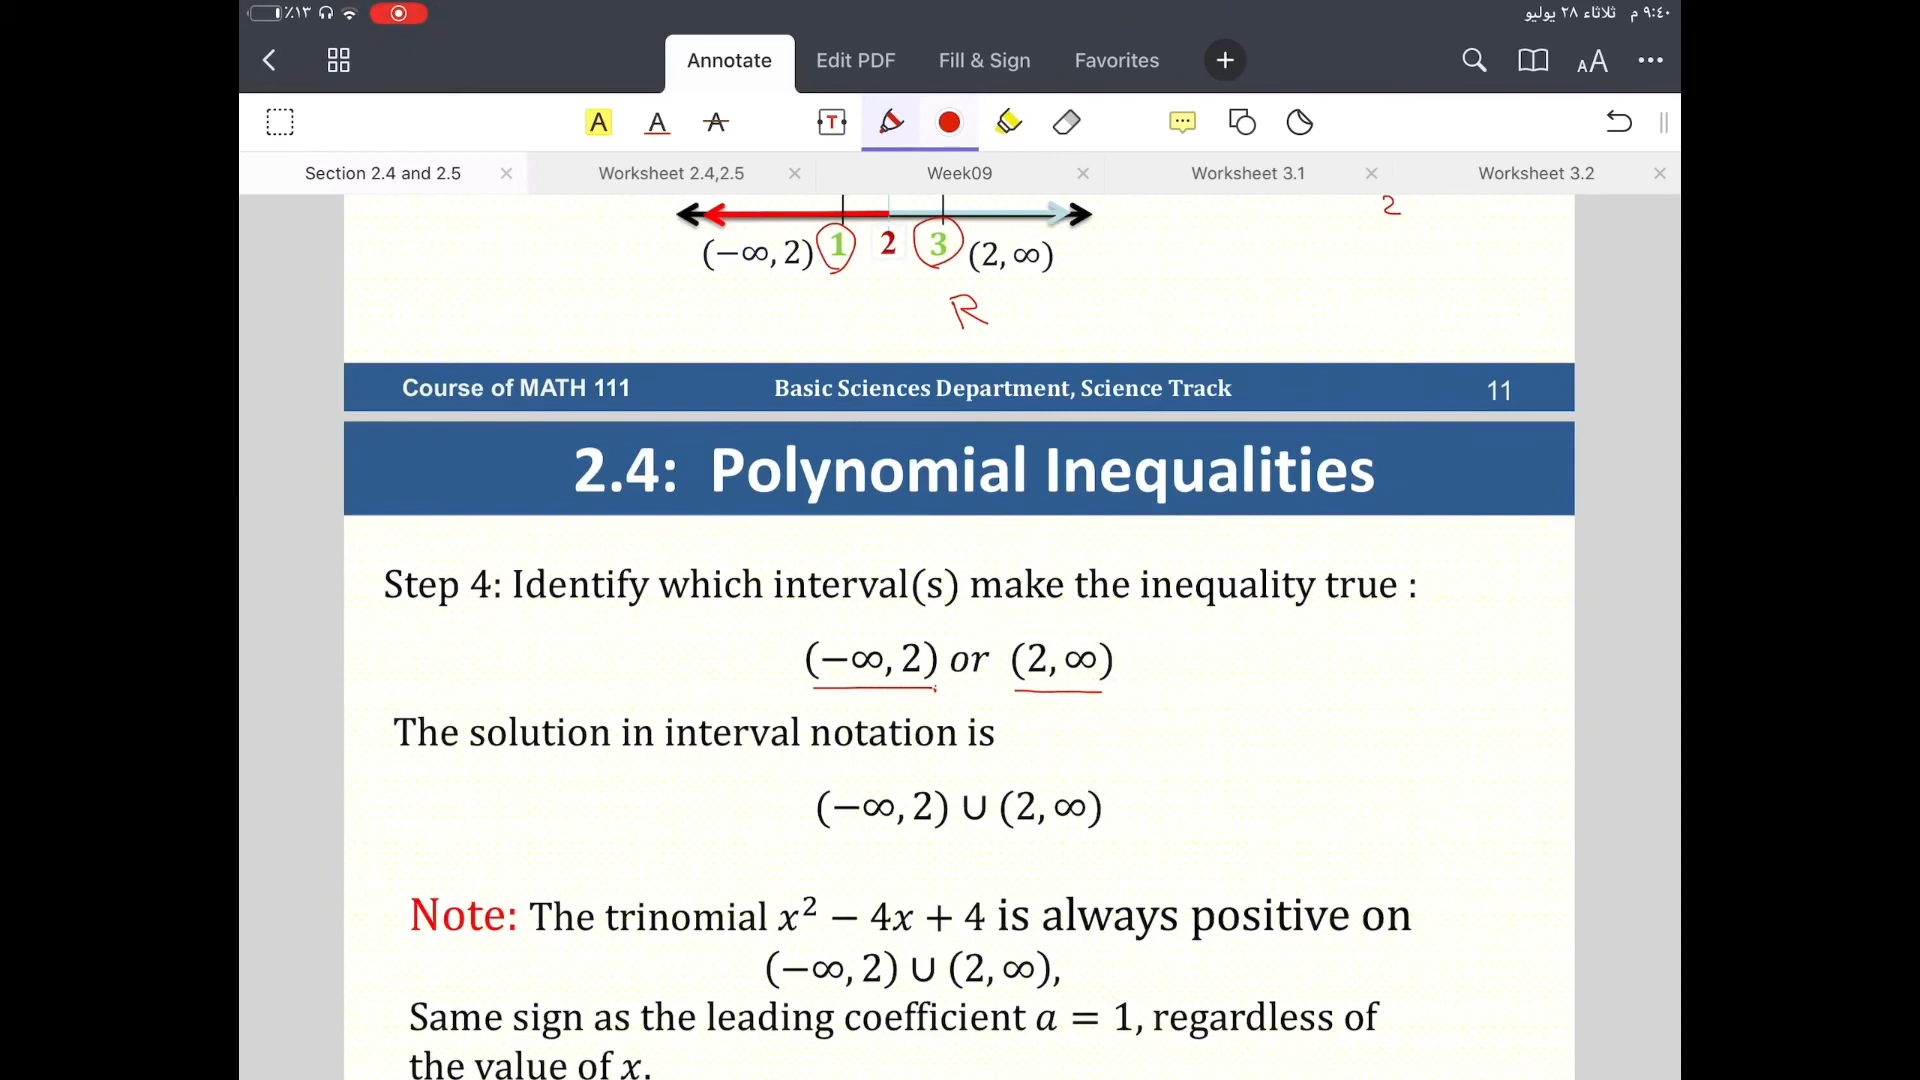 ٪١٣
٩:٤٠ م ثلاثاء ٢٨ يوليو
Annotate Edit PDF Fill & Sign Favorites
AA
A A A T
Section 2.4 and 2.5 Worksheet 2.4,2.5 Week09 Worksheet 3.1 Worksheet 3.2
2
(−∞, 2) 1 2 3 (2, ∞)
R
Course of MATH 111 Basic Sciences Department, Science Track 11
2.4: Polynomial Inequalities
Step 4: Identify which interval(s) make the inequality true :
(−∞, 2) or (2, ∞)
The solution in interval notation is
(−∞, 2) ∪ (2, ∞)
Note: The trinomial x² − 4x + 4 is always positive on
(−∞, 2) ∪ (2, ∞),
Same sign as the leading coefficient a = 1, regardless of
the value of x.